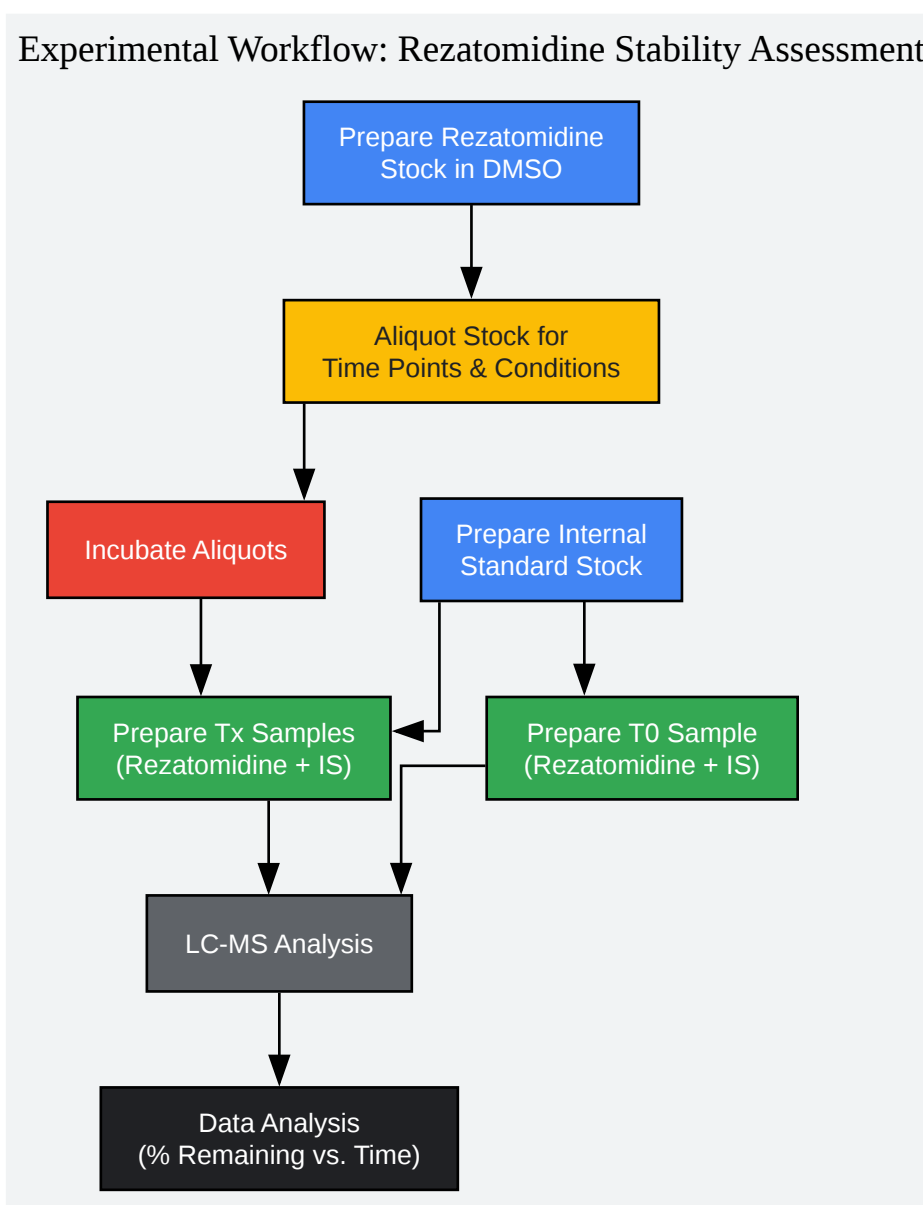 Experimental Workflow: Rezatomidine Stability Assessment
Prepare Rezatomidine
Stock in DMSO
Aliquot Stock for
Time Points & Conditions
Incubate Aliquots
Prepare Internal
Standard Stock
Prepare Tx Samples
(Rezatomidine + IS)
Prepare T0 Sample
(Rezatomidine + IS)
LC-MS Analysis
Data Analysis
(% Remaining vs. Time)